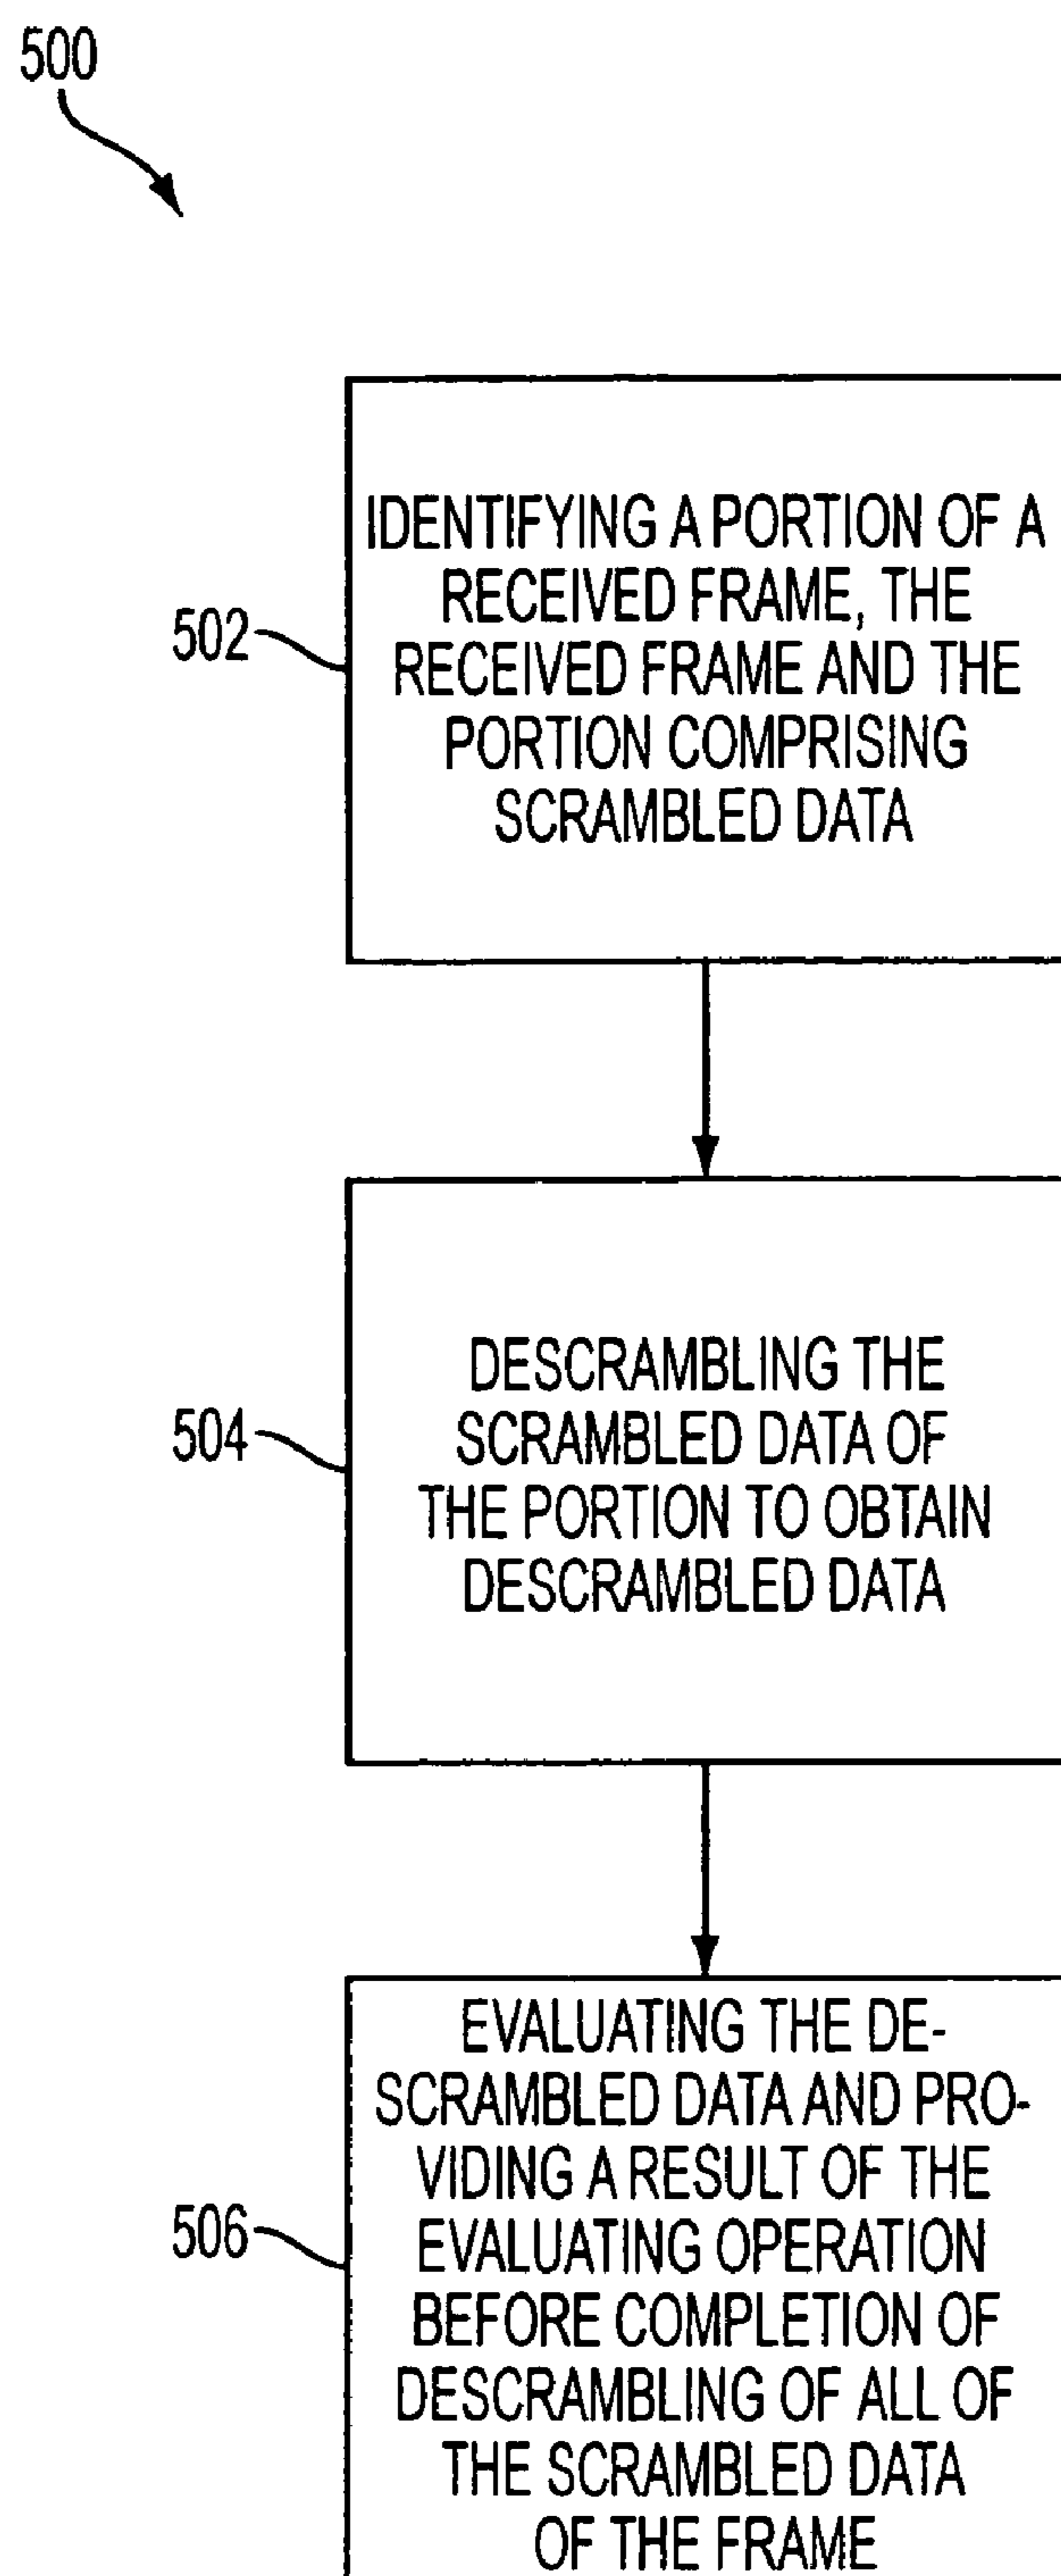 500
502
IDENTIFYING A PORTION OF A
RECEIVED FRAME, THE
RECEIVED FRAME AND THE
PORTION COMPRISING
SCRAMBLED DATA
504
DESCRAMBLING THE
SCRAMBLED DATA OF
THE PORTION TO OBTAIN
DESCRAMBLED DATA
506
EVALUATING THE DE-
SCRAMBLED DATA AND PRO-
VIDING A RESULT OF THE
EVALUATING OPERATION
BEFORE COMPLETION OF
DESCRAMBLING OF ALL OF
THE SCRAMBLED DATA
OF THE FRAME